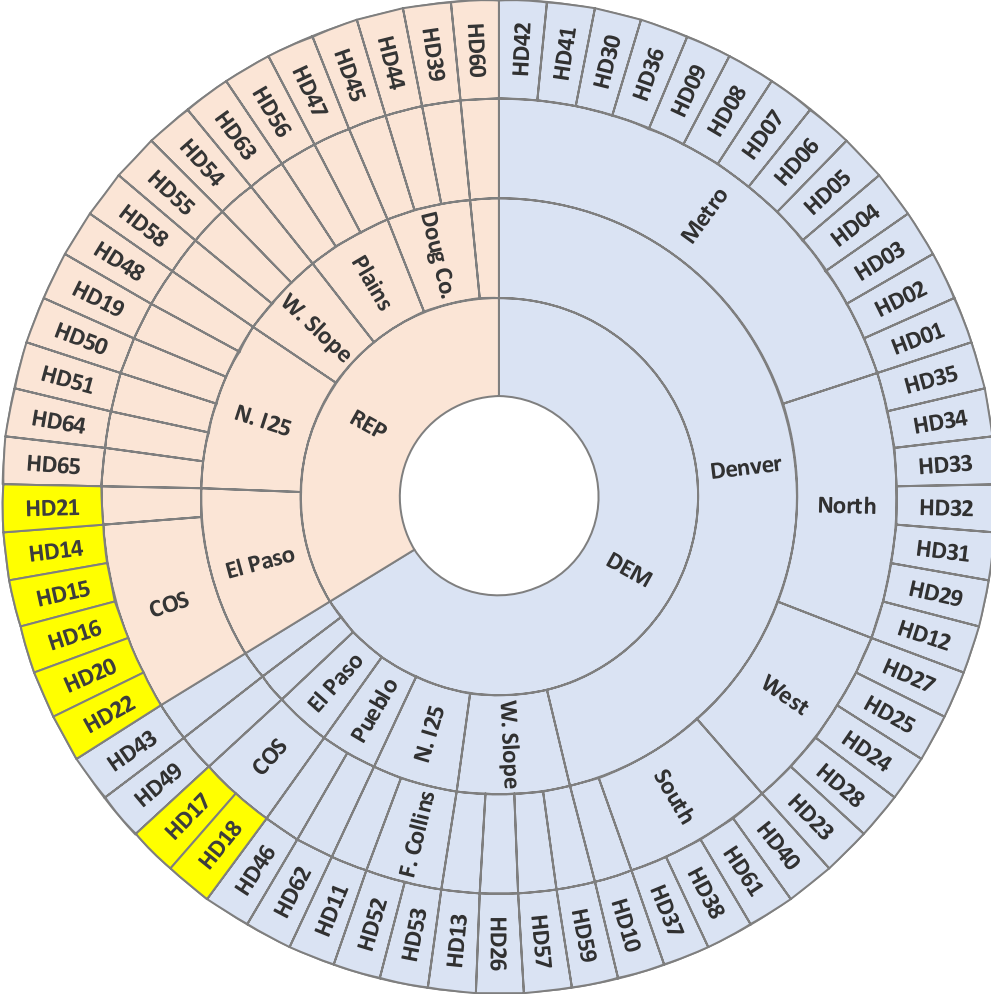 HD42
HD41
HD30
HD36
HD09
HD08
HD07
HD06
HD05
HD04
HD03
HD02
HD01
HD35
HD34
HD33
HD32
HD31
HD29
HD12
HD27
HD25
HD24
HD28
HD23
HD40
HD61
HD38
HD37
HD10
HD59
HD57
HD26
HD13
HD53
HD52
HD11
HD62
HD46
HD18
HD17
HD49
HD43
HD22
HD20
HD16
HD15
HD14
HD21
HD65
HD64
HD51
HD50
HD19
HD48
HD58
HD55
HD54
HD63
HD56
HD47
HD45
HD44
HD39
HD60
Metro
North
West
South
F. Collins
COS
COS
Denver
W. Slope
N. I25
Pueblo
El Paso
El Paso
N. I25
W. Slope
Plains
Doug Co.
DEM
REP